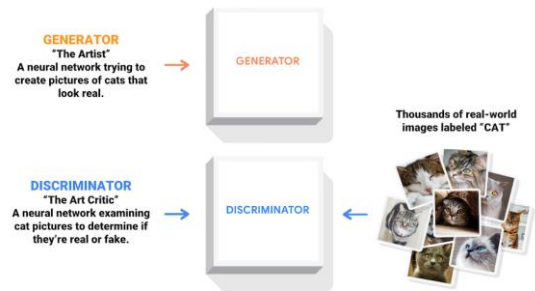 GENERATOR
"The Artist"
A neural network trying to
create pictures of cats that
look real.
GENERATOR
Thousands of real-world
images labeled "CAT"
DISCRIMINATOR
"The Art Critic"
A neural network examining
cat pictures to determine if
they're real or fake.
DISCRIMINATOR